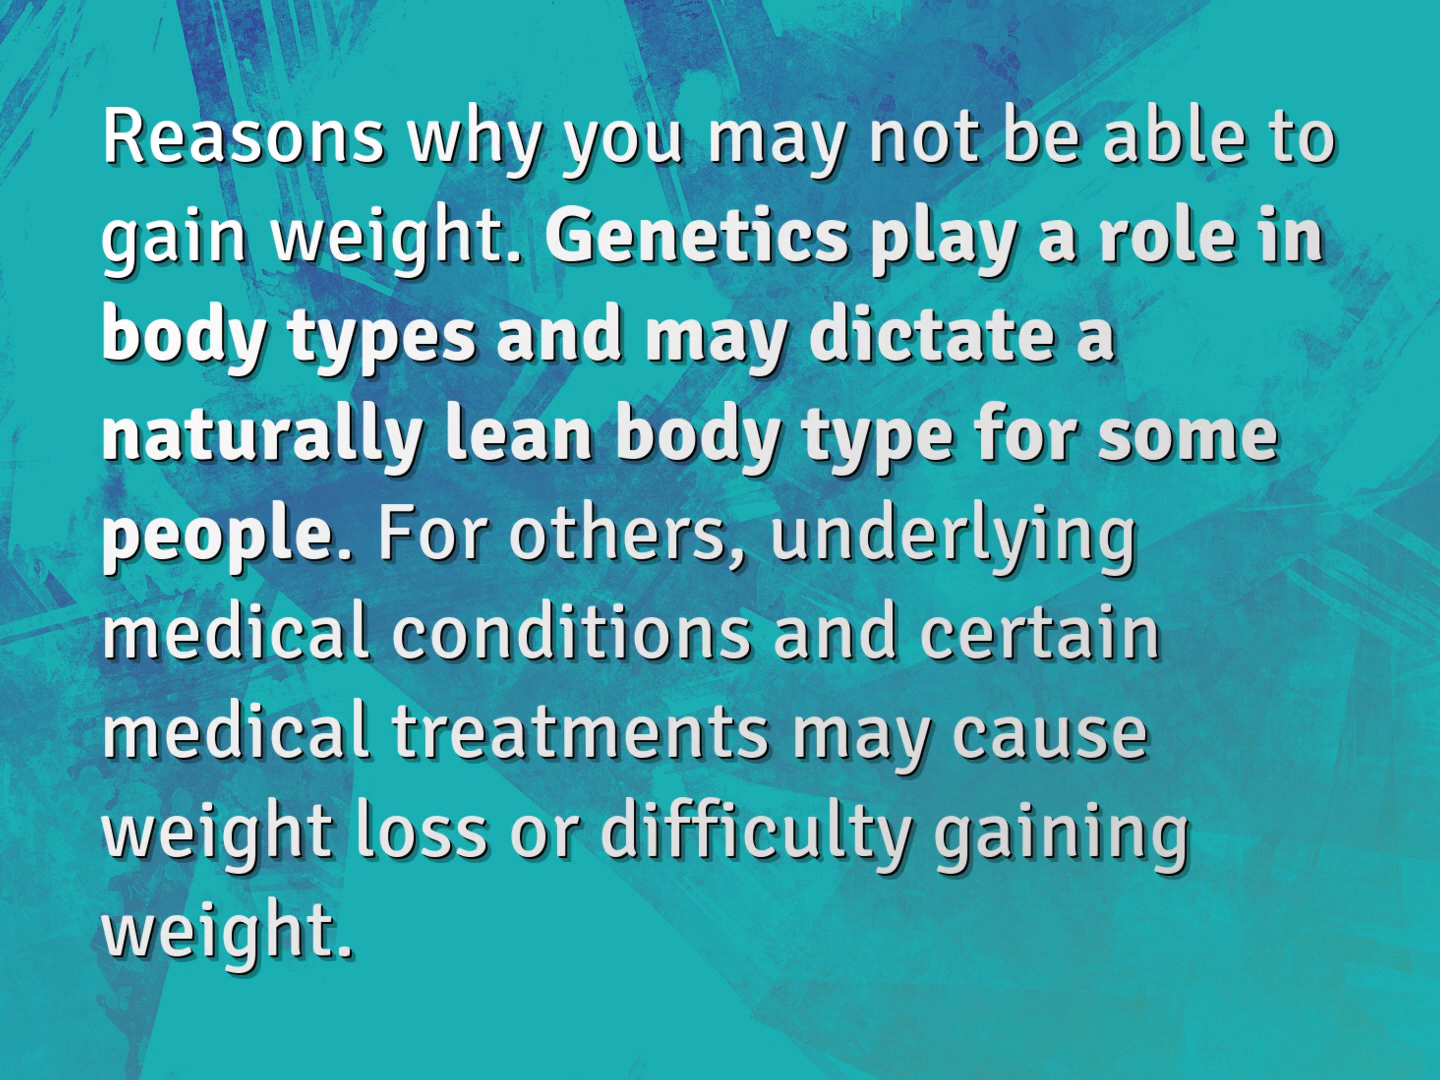 Reasons why you may not be able to
gain weight. Genetics play a role in
body types and may dictate a
naturally lean body type for some
people. For others, underlying
medical conditions and certain
medical treatments may cause
weight loss or difficulty gaining
weight.